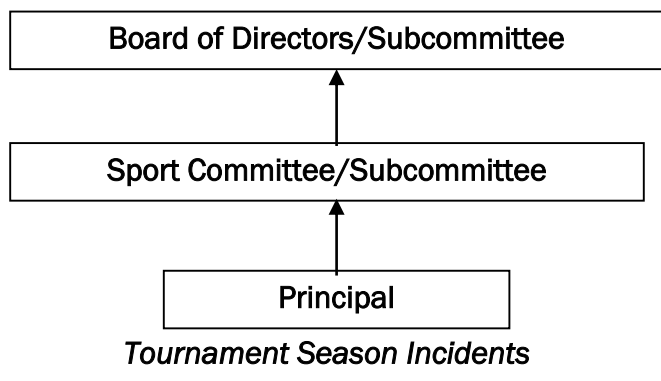 Board of Directors/Subcommittee
Sport Committee/Subcommittee
Principal
Tournament Season Incidents